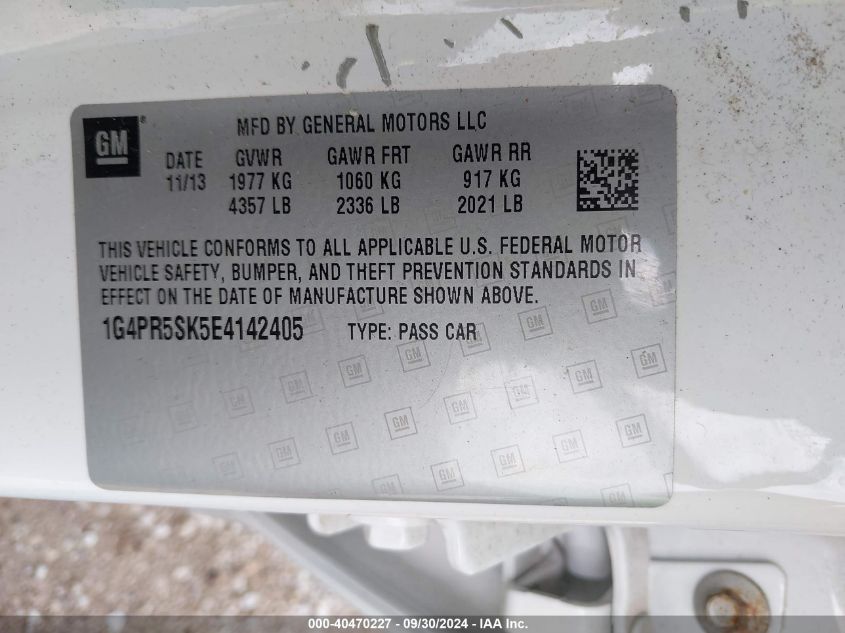 GM ®
MFD BY GENERAL MOTORS LLC
DATE GVWR GAWR FRT GAWR RR
11/13 1977 KG 1060 KG 917 KG
4357 LB 2336 LB 2021 LB
THIS VEHICLE CONFORMS TO ALL APPLICABLE U.S. FEDERAL MOTOR
VEHICLE SAFETY, BUMPER, AND THEFT PREVENTION STANDARDS IN
EFFECT ON THE DATE OF MANUFACTURE SHOWN ABOVE.
1G4PR5SK5E4142405 TYPE: PASS CAR
000-40470227 - 09/30/2024 - IAA Inc.